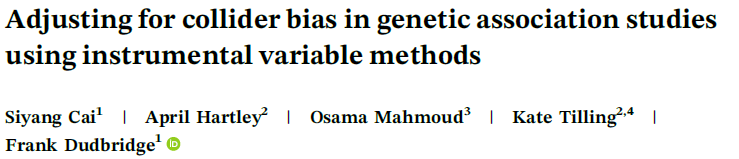 Adjusting for collider bias in genetic association studies
using instrumental variable methods
Siyang Cai¹ | April Hartley² | Osama Mahmoud³ | Kate Tilling²,⁴ |
Frank Dudbridge¹ iD